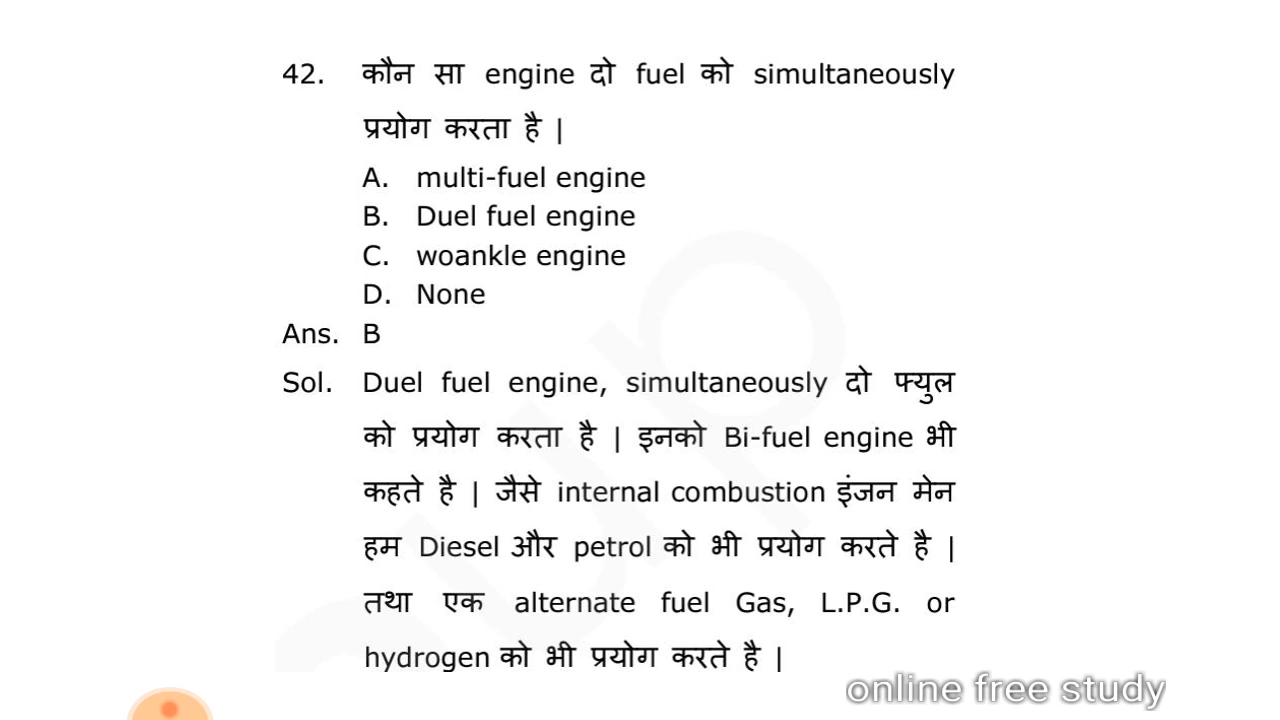 42. कौन सा engine दो fuel को simultaneously
प्रयोग करता है |
A. multi-fuel engine
B. Duel fuel engine
C. woankle engine
D. None
Ans. B
Sol. Duel fuel engine, simultaneously दो फ्युल
को प्रयोग करता है | इनको Bi-fuel engine भी
कहते है | जैसे internal combustion इंजन मेन
हम Diesel और petrol को भी प्रयोग करते है |
तथा एक alternate fuel Gas, L.P.G. or
hydrogen को भी प्रयोग करते है |
online free study